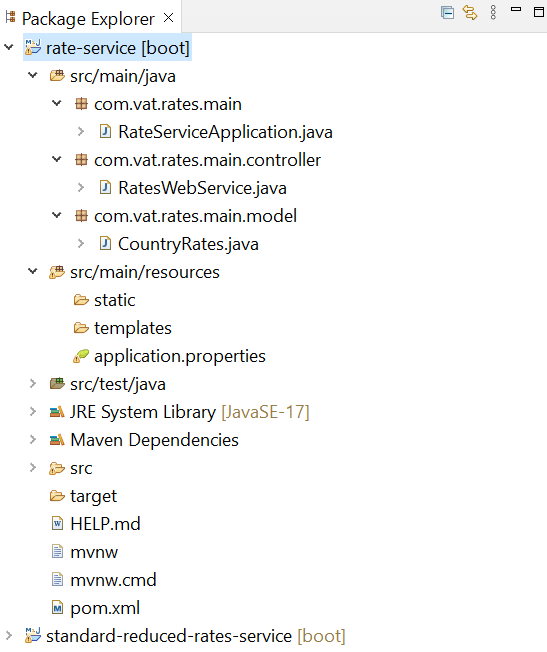 Package Explorer
rate-service [boot]
src/main/java
com.vat.rates.main
RateServiceApplication.java
com.vat.rates.main.controller
RatesWebService.java
com.vat.rates.main.model
CountryRates.java
src/main/resources
static
templates
application.properties
src/test/java
JRE System Library [JavaSE-17]
Maven Dependencies
src
target
HELP.md
mvnw
mvnw.cmd
pom.xml
standard-reduced-rates-service [boot]